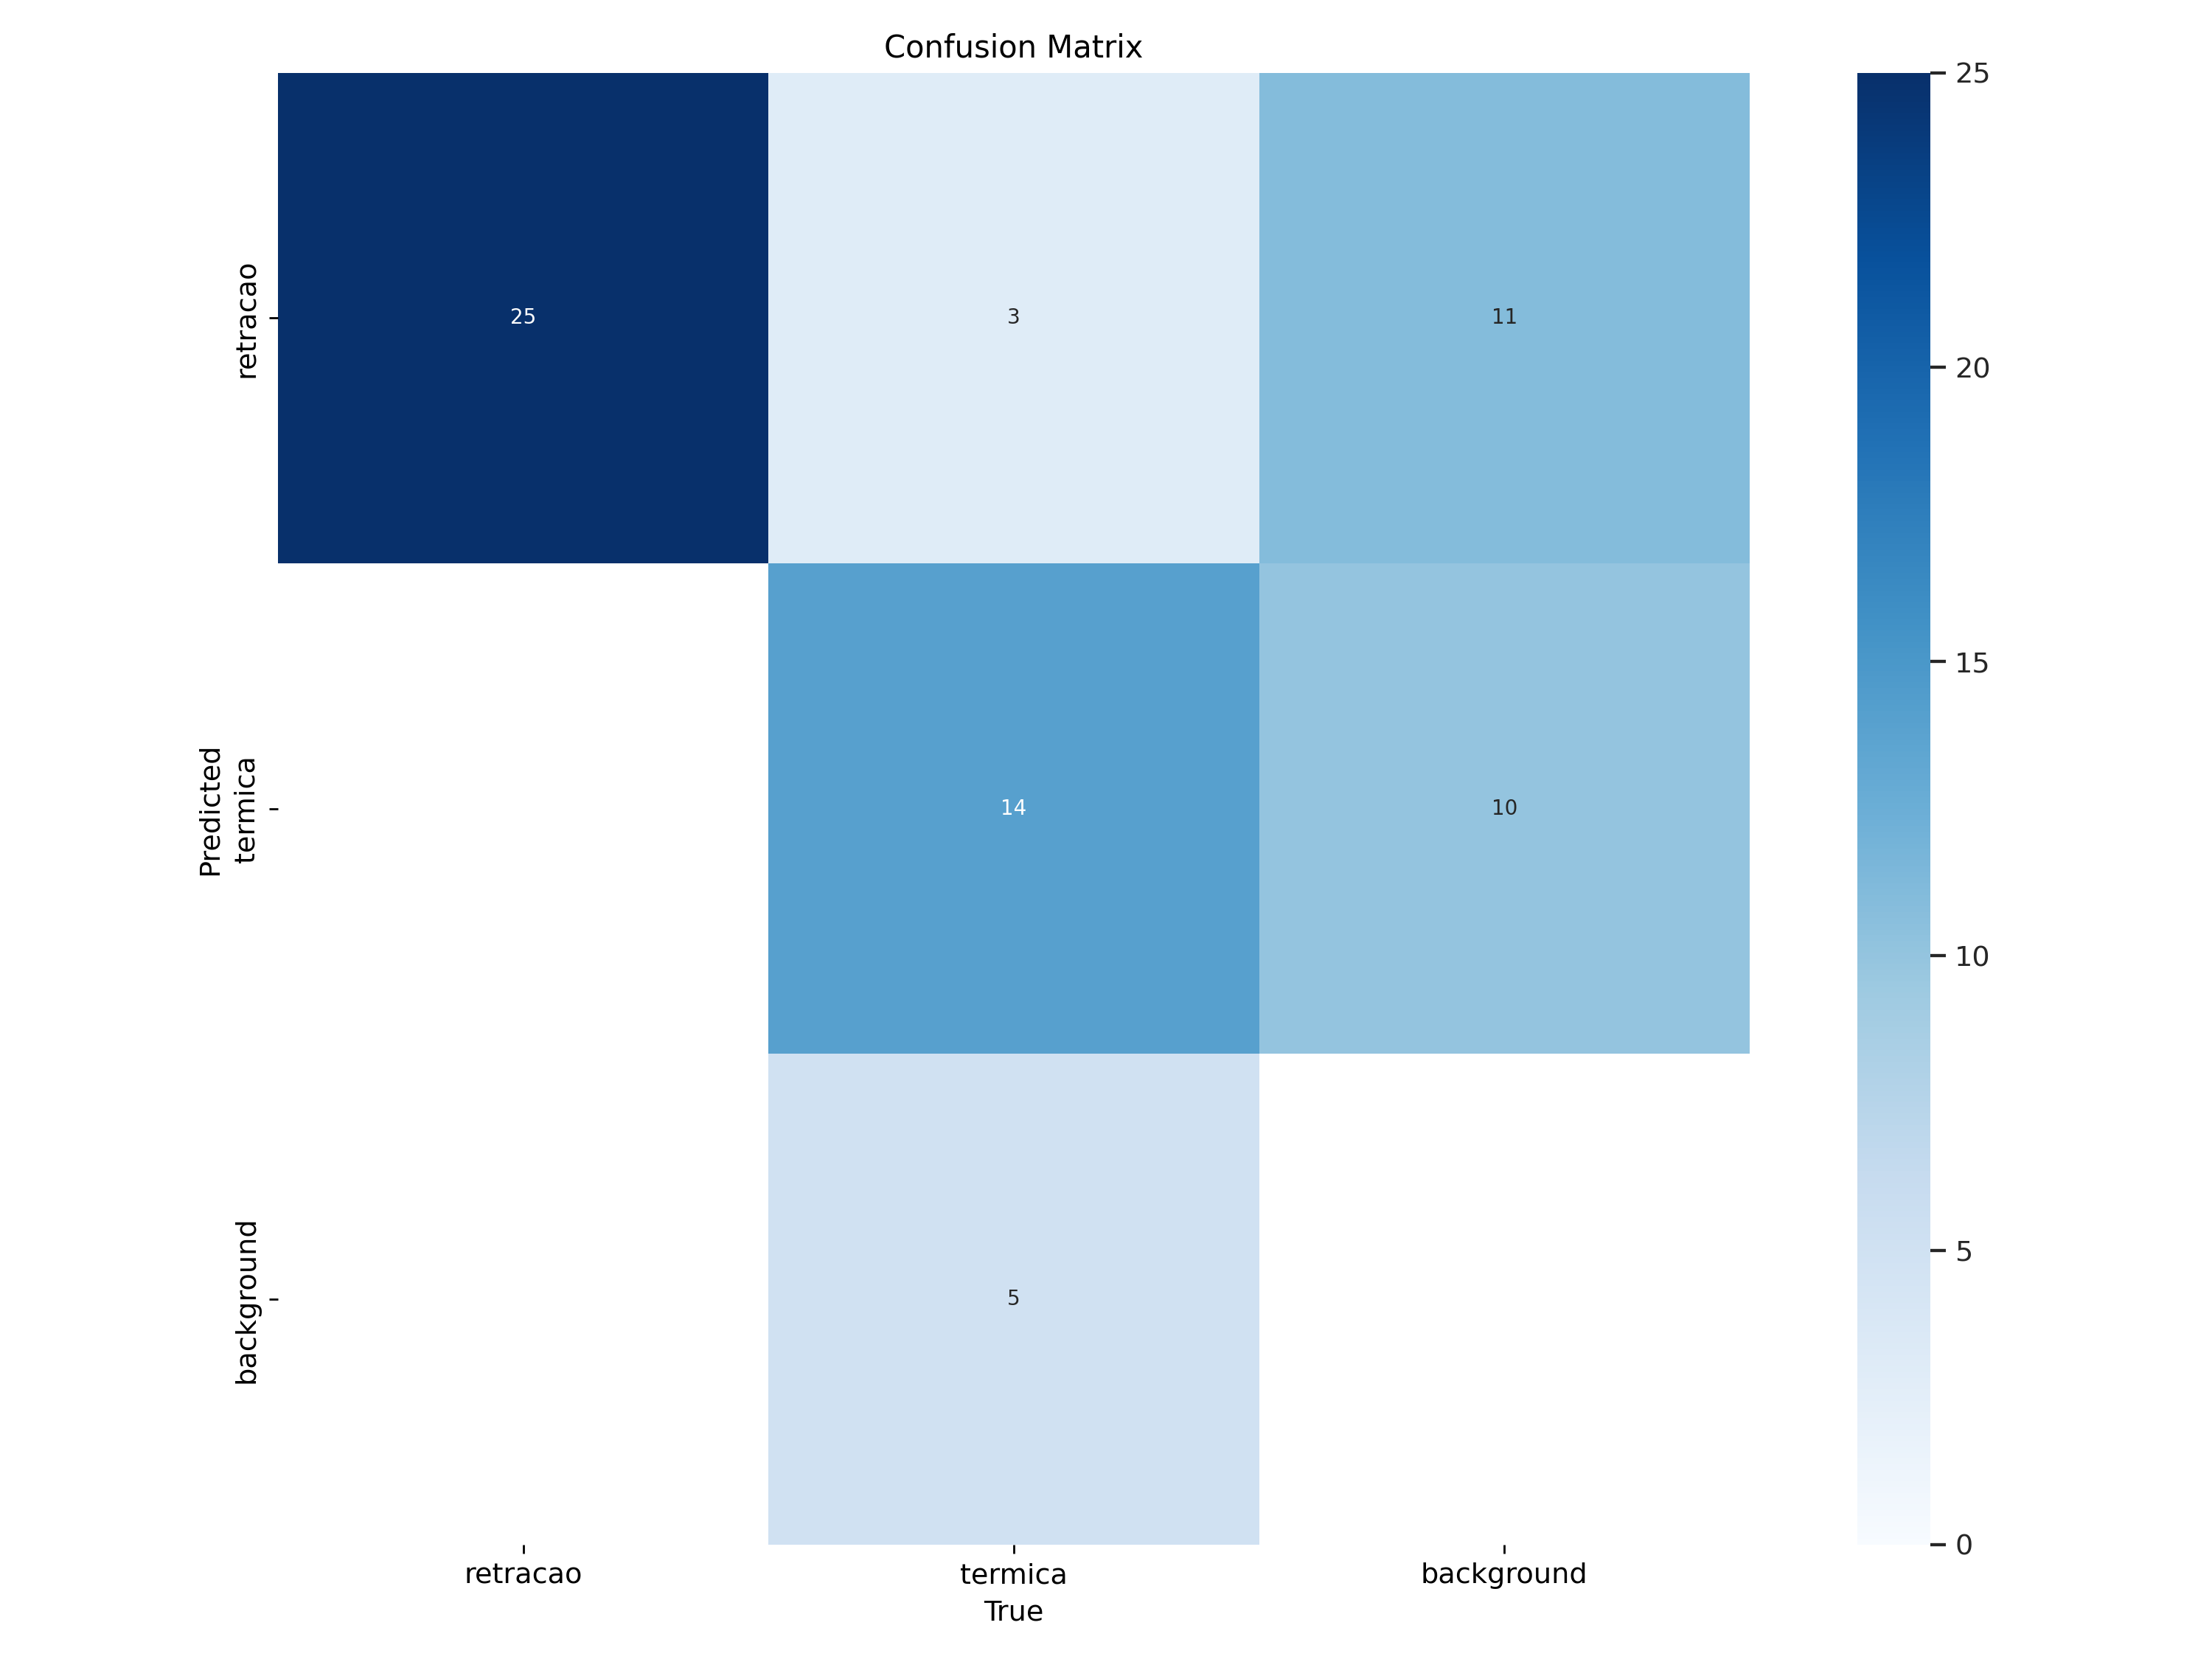 Confusion Matrix
retracao
25
3
11
Predicted
termica
14
10
background
5
retracao
termica
background
True
25
20
15
10
5
0